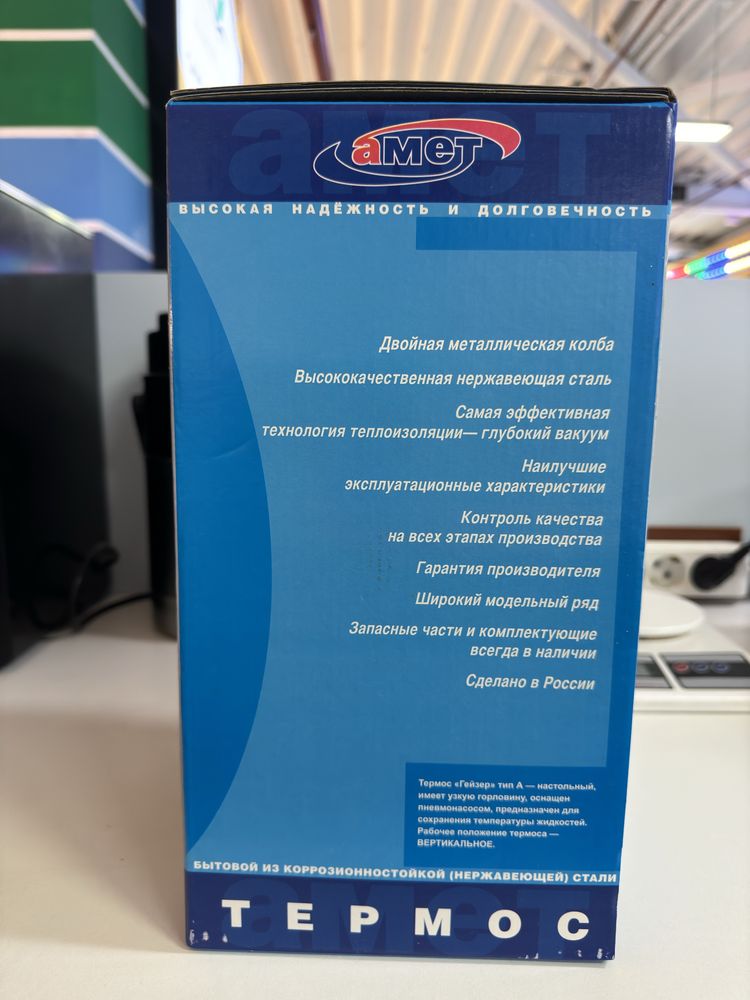 амет
ВЫСОКАЯ НАДЁЖНОСТЬ И ДОЛГОВЕЧНОСТЬ
Двойная металлическая колба
Высококачественная нержавеющая сталь
Самая эффективная
технология теплоизоляции— глубокий вакуум
Наилучшие
эксплуатационные характеристики
Контроль качества
на всех этапах производства
Гарантия производителя
Широкий модельный ряд
Запасные части и комплектующие
всегда в наличии
Сделано в России
Термос «Гейзер» тип А — настольный,
имеет узкую горловину, оснащен
пневмонасосом, предназначен для
сохранения температуры жидкостей.
Рабочее положение термоса —
ВЕРТИКАЛЬНОЕ.
БЫТОВОЙ ИЗ КОРРОЗИОННОСТОЙКОЙ (НЕРЖАВЕЮЩЕЙ) СТАЛИ
ТЕРМОС